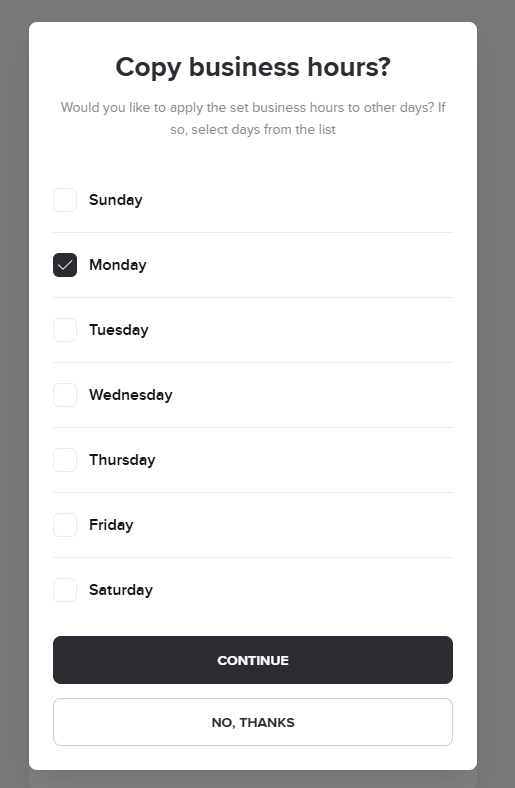 Copy business hours?
Would you like to apply the set business hours to other days? If
so, select days from the list
Sunday
Monday
Tuesday
Wednesday
Thursday
Friday
Saturday
CONTINUE
NO, THANKS